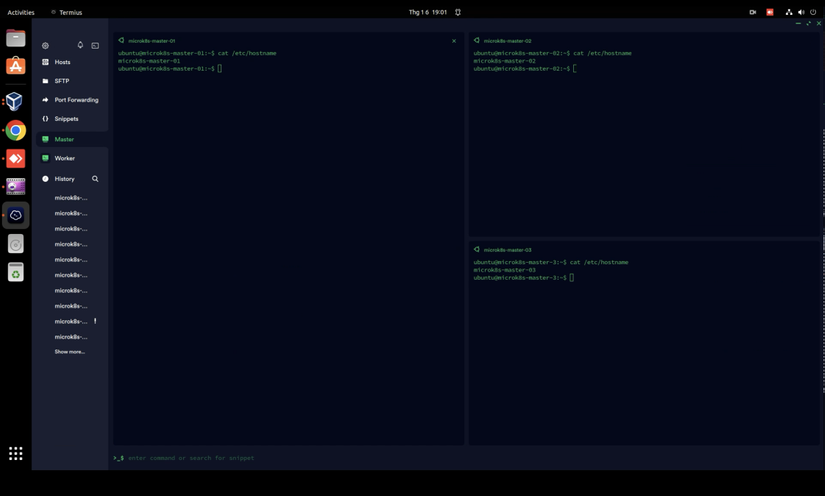 Activities
Termius
Thg 1 6 19:01
Hosts
SFTP
Port Forwarding
Snippets
Master
Worker
History
microk8s-...
microk8s-...
microk8s-...
microk8s-...
microk8s-...
microk8s-...
microk8s-...
microk8s-...
microk8s-... !
microk8s-...
Show more...
microk8s-master-01
ubuntu@microk8s-master-01:~$ cat /etc/hostname
microk8s-master-01
ubuntu@microk8s-master-01:~$
microk8s-master-02
ubuntu@microk8s-master-02:~$ cat /etc/hostname
microk8s-master-02
ubuntu@microk8s-master-02:~$
microk8s-master-03
ubuntu@microk8s-master-3:~$ cat /etc/hostname
microk8s-master-03
ubuntu@microk8s-master-3:~$
>_$ enter command or search for snippet